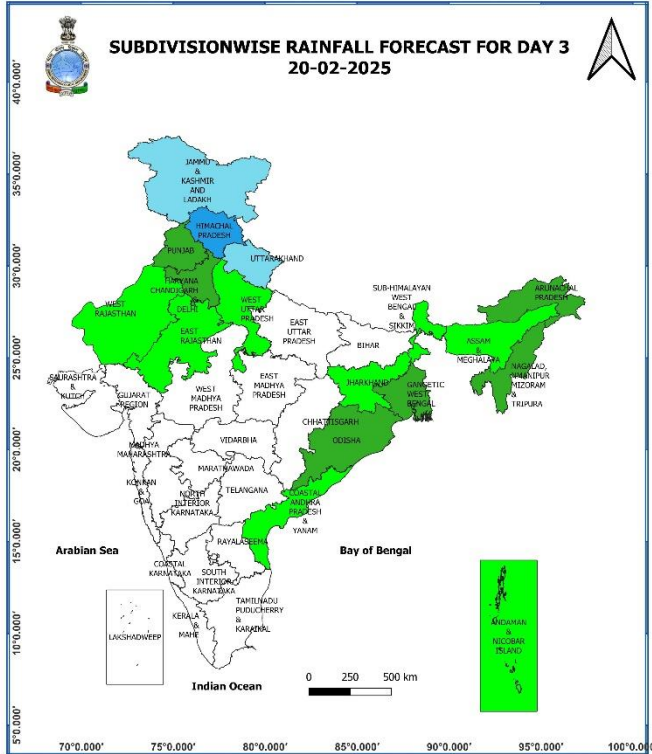 SUBDIVISIONWISE RAINFALL FORECAST FOR DAY 3
20-02-2025
40°0.000'
35°0.000'
30°0.000'
25°0.000'
20°0.000'
15°0.000'
10°0.000'
5°0.000'
JAMMU
&
KASHMIR
AND
LADAKH
HIMACHAL
PRADESH
PUNJAB
UTTARAKHAND
HARYANA
CHANDIGARH
&
DELHI
WEST
RAJASTHAN
WEST
UTTAR
PRADESH
EAST
RAJASTHAN
EAST
UTTAR
PRADESH
SUB-HIMALAYAN
WEST
BENGAL
&
SIKKIM
ARUNACHAL
PRADESH
BIHAR
ASSAM
&
MEGHALAYA
NAGALAD,
MANIPUR
MIZORAM
&
TRIPURA
SAURASHTRA
&
KUTCH
GUJARAT
REGION
WEST
MADHYA
PRADESH
EAST
MADHYA
PRADESH
JHARKHAND
GANGETIC
WEST
BENGAL
CHHATTISGARH
ODISHA
VIDARBHA
MADHYA
MAHARASHTRA
MARATHAWADA
KONKAN
&
GOA
NORTH
INTERIOR
KARNATAKA
TELANGANA
COASTAL
ANDHRA
PRADESH
&
YANAM
RAYALASEEMA
Arabian Sea
Bay of Bengal
COASTAL
KARNATAKA
SOUTH
INTERIOR
KARNATAKA
TAMILNADU
PUDUCHERRY
&
KARAIKAL
KERALA
&
MAHE
LAKSHADWEEP
ANDAMAN
&
NICOBAR
ISLAND
Indian Ocean
0 250 500 km
70°0.000' 75°0.000' 80°0.000' 85°0.000' 90°0.000' 95°0.000' 100°0.000'